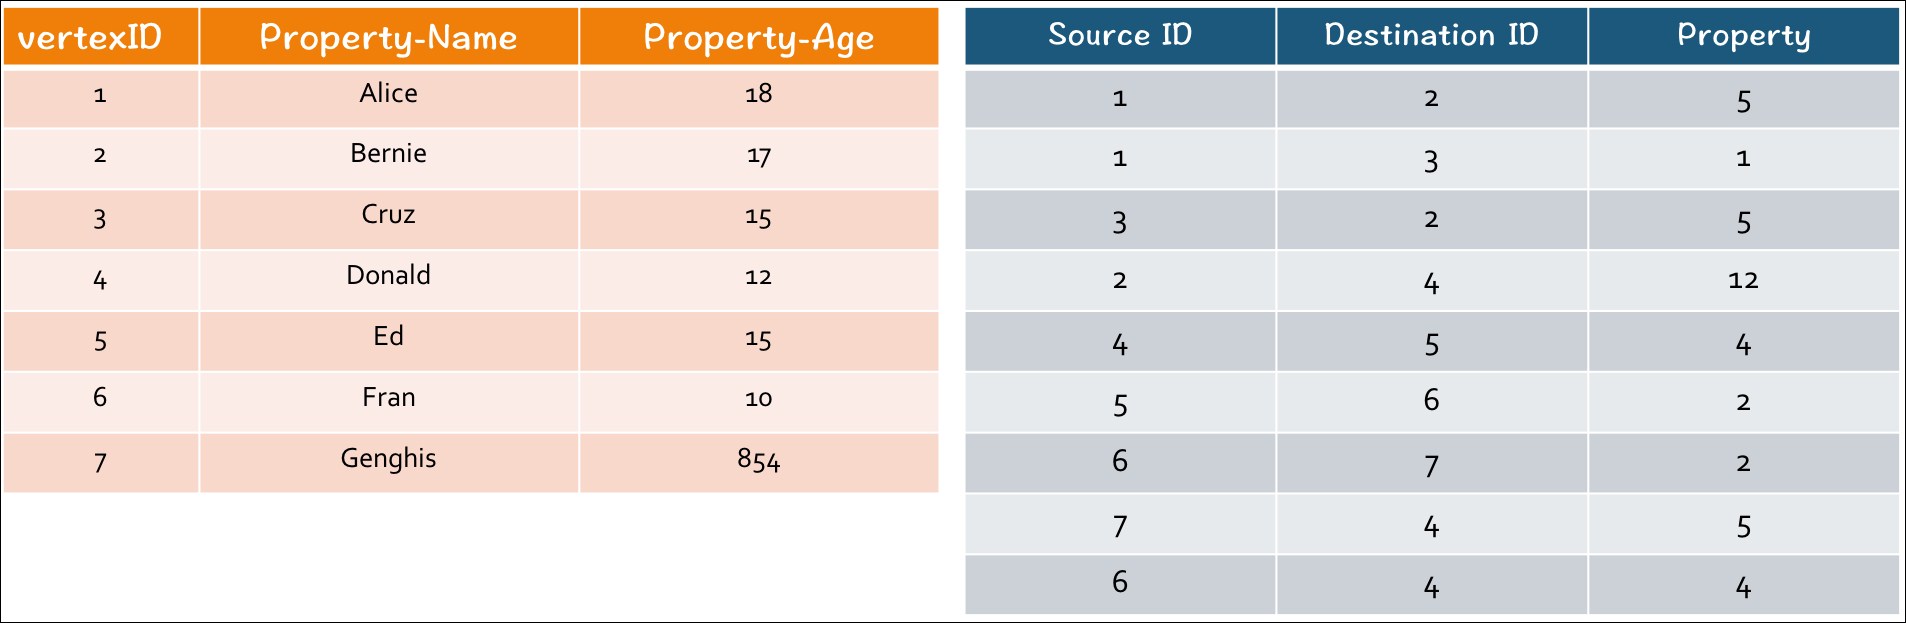 vertexID Property-Name Property-Age
1 Alice 18
2 Bernie 17
3 Cruz 15
4 Donald 12
5 Ed 15
6 Fran 10
7 Genghis 854
Source ID Destination ID Property
1 2 5
1 3 1
3 2 5
2 4 12
4 5 4
5 6 2
6 7 2
7 4 5
6 4 4